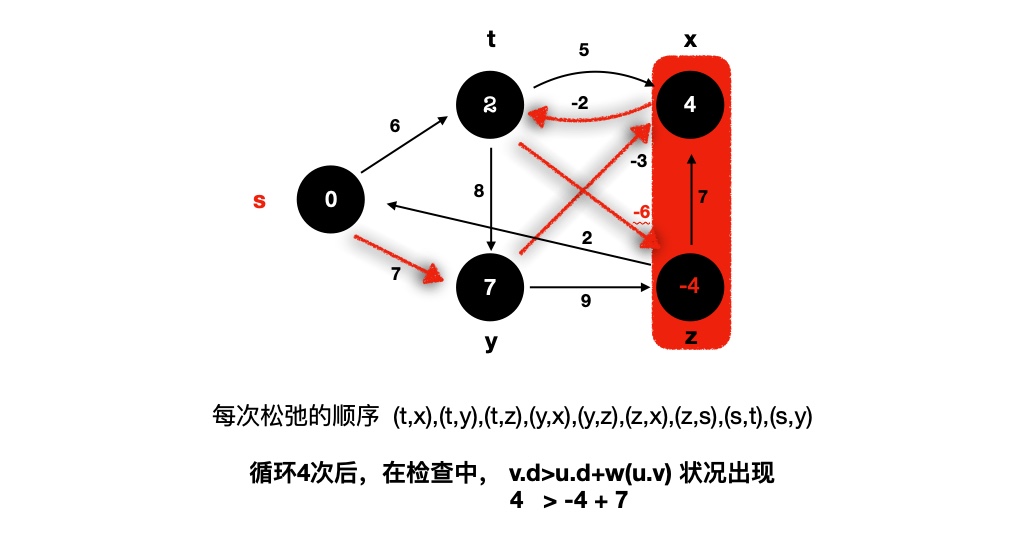 t
5
x
2
-2
4
6
-3
s
0
8
-6
7
2
7
7
9
-4
y
z
每次松弛的顺序 (t,x),(t,y),(t,z),(y,x),(y,z),(z,x),(z,s),(s,t),(s,y)
循环4次后，在检查中， v.d>u.d+w(u.v) 状况出现
4 > -4 + 7